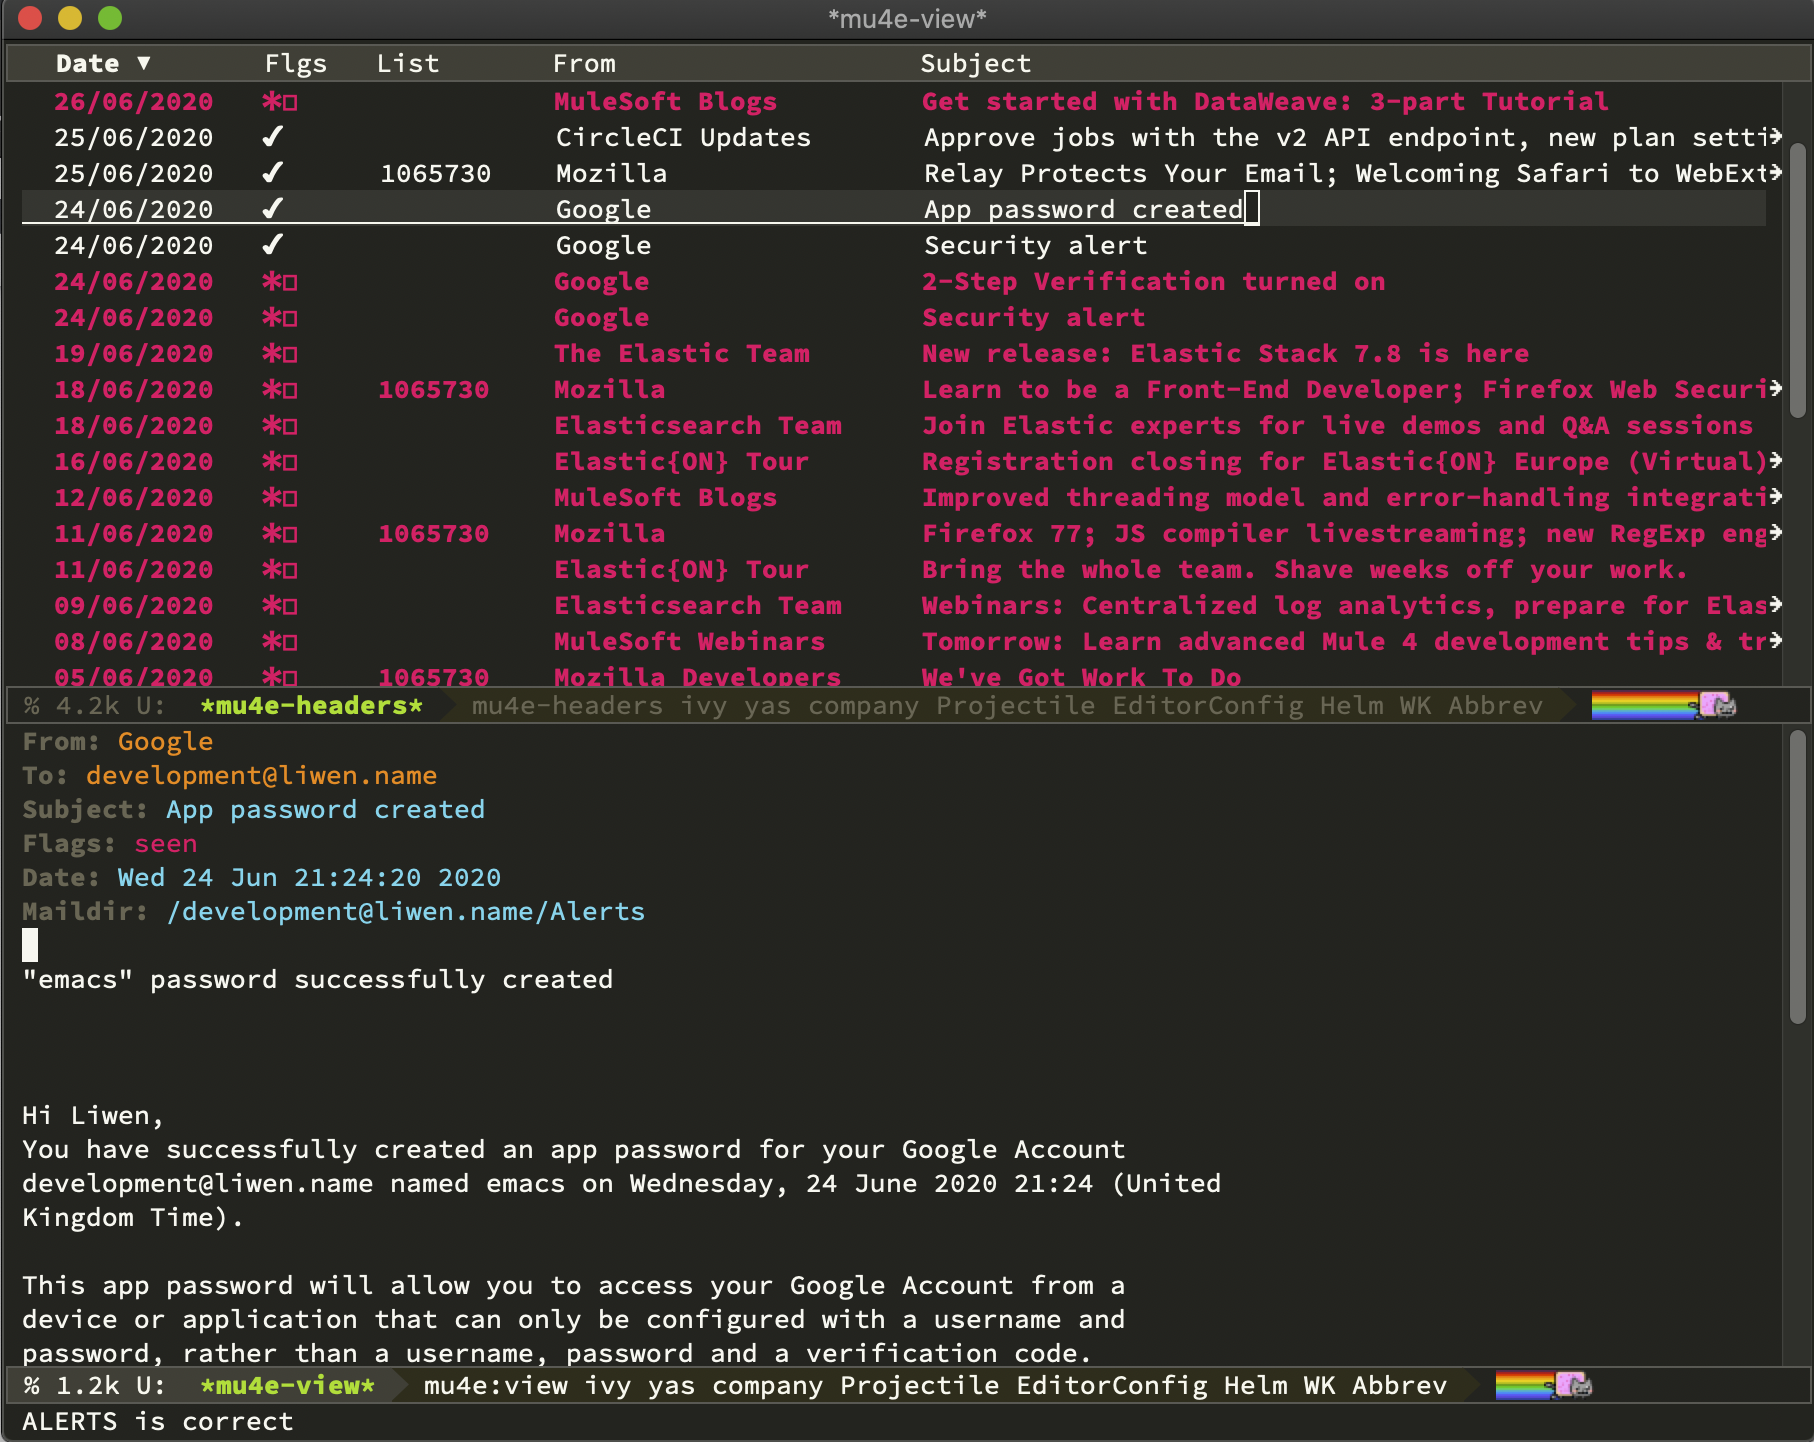 *mu4e-view*
Date ▼ Flgs List From Subject
26/06/2020 *□ MuleSoft Blogs Get started with DataWeave: 3-part Tutorial
25/06/2020 ✔ CircleCI Updates Approve jobs with the v2 API endpoint, new plan setti→
25/06/2020 ✔ 1065730 Mozilla Relay Protects Your Email; Welcoming Safari to WebExt→
24/06/2020 ✔ Google App password created
24/06/2020 ✔ Google Security alert
24/06/2020 *□ Google 2-Step Verification turned on
24/06/2020 *□ Google Security alert
19/06/2020 *□ The Elastic Team New release: Elastic Stack 7.8 is here
18/06/2020 *□ 1065730 Mozilla Learn to be a Front-End Developer; Firefox Web Securi→
18/06/2020 *□ Elasticsearch Team Join Elastic experts for live demos and Q&A sessions
16/06/2020 *□ Elastic{ON} Tour Registration closing for Elastic{ON} Europe (Virtual)→
12/06/2020 *□ MuleSoft Blogs Improved threading model and error-handling integrati→
11/06/2020 *□ 1065730 Mozilla Firefox 77; JS compiler livestreaming; new RegExp eng→
11/06/2020 *□ Elastic{ON} Tour Bring the whole team. Shave weeks off your work.
09/06/2020 *□ Elasticsearch Team Webinars: Centralized log analytics, prepare for Elas→
08/06/2020 *□ MuleSoft Webinars Tomorrow: Learn advanced Mule 4 development tips & tr→
05/06/2020 *□ 1065730 Mozilla Developers We've Got Work To Do
% 4.2k U: *mu4e-headers* mu4e-headers ivy yas company Projectile EditorConfig Helm WK Abbrev
From: Google
To: development@liwen.name
Subject: App password created
Flags: seen
Date: Wed 24 Jun 21:24:20 2020
Maildir: /development@liwen.name/Alerts
"emacs" password successfully created
Hi Liwen,
You have successfully created an app password for your Google Account
development@liwen.name named emacs on Wednesday, 24 June 2020 21:24 (United
Kingdom Time).
This app password will allow you to access your Google Account from a
device or application that can only be configured with a username and
password, rather than a username, password and a verification code.
% 1.2k U: *mu4e-view* mu4e:view ivy yas company Projectile EditorConfig Helm WK Abbrev
ALERTS is correct